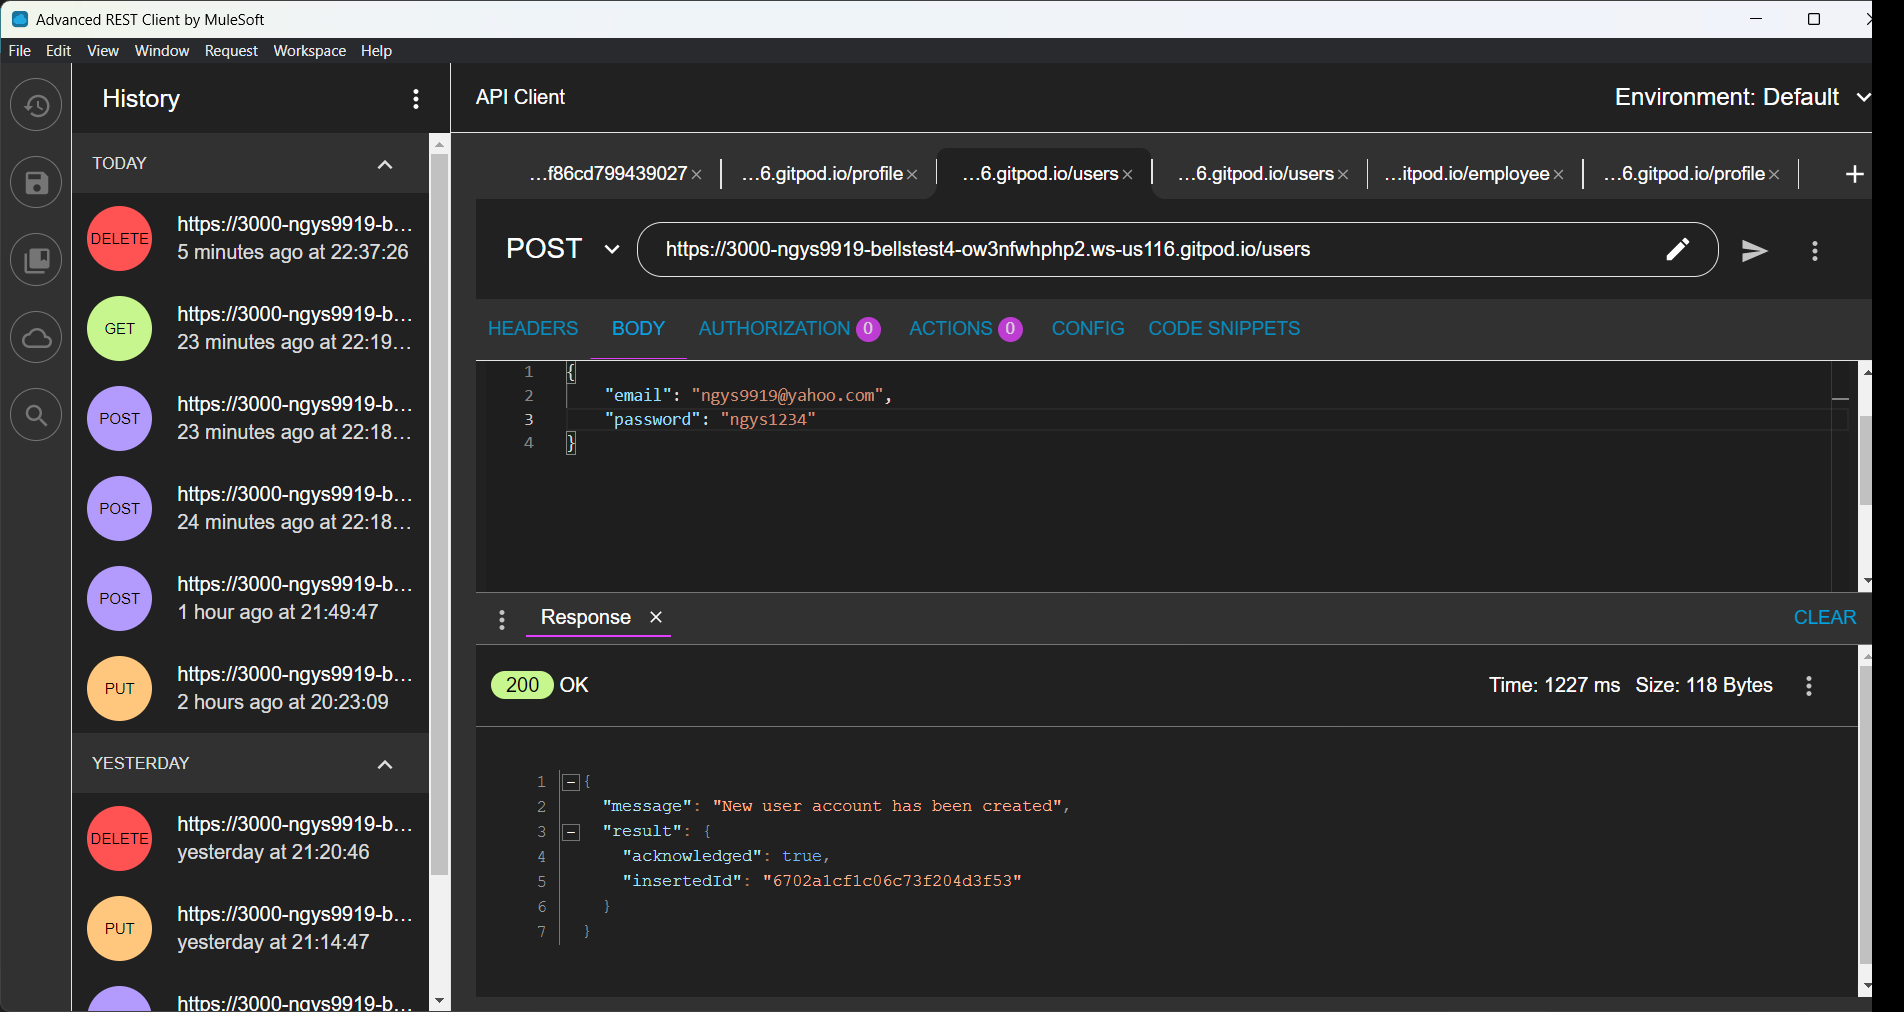 Advanced REST Client by MuleSoft
File Edit View Window Request Workspace Help
History
TODAY
DELETE https://3000-ngys9919-b...
5 minutes ago at 22:37:26
GET https://3000-ngys9919-b...
23 minutes ago at 22:19...
POST https://3000-ngys9919-b...
23 minutes ago at 22:18...
POST https://3000-ngys9919-b...
24 minutes ago at 22:18...
POST https://3000-ngys9919-b...
1 hour ago at 21:49:47
PUT https://3000-ngys9919-b...
2 hours ago at 20:23:09
YESTERDAY
DELETE https://3000-ngys9919-b...
yesterday at 21:20:46
PUT https://3000-ngys9919-b...
yesterday at 21:14:47
https://3000-ngys9919-b...
API Client
Environment: Default
...f86cd799439027 ...6.gitpod.io/profile ...6.gitpod.io/users ...6.gitpod.io/users ...itpod.io/employee ...6.gitpod.io/profile
POST https://3000-ngys9919-bellstest4-ow3nfwhphp2.ws-us116.gitpod.io/users
HEADERS BODY AUTHORIZATION 0 ACTIONS 0 CONFIG CODE SNIPPETS
1 {
2 "email": "ngys9919@yahoo.com",
3 "password": "ngys1234"
4 }
Response
CLEAR
200 OK
Time: 1227 ms Size: 118 Bytes
1 {
2 "message": "New user account has been created",
3 "result": {
4 "acknowledged": true,
5 "insertedId": "6702a1cf1c06c73f204d3f53"
6 }
7 }